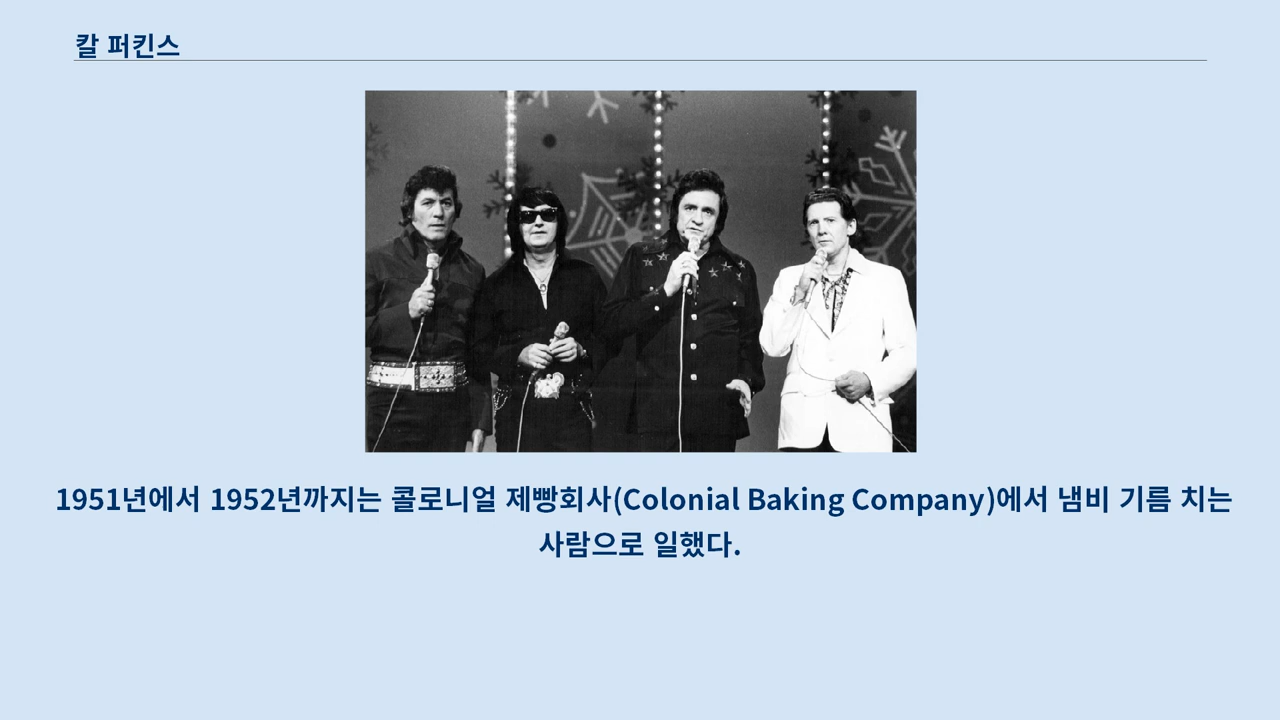 칼 퍼킨스
1951년에서 1952년까지는 콜로니얼 제빵회사(Colonial Baking Company)에서 냄비 기름 치는
사람으로 일했다.